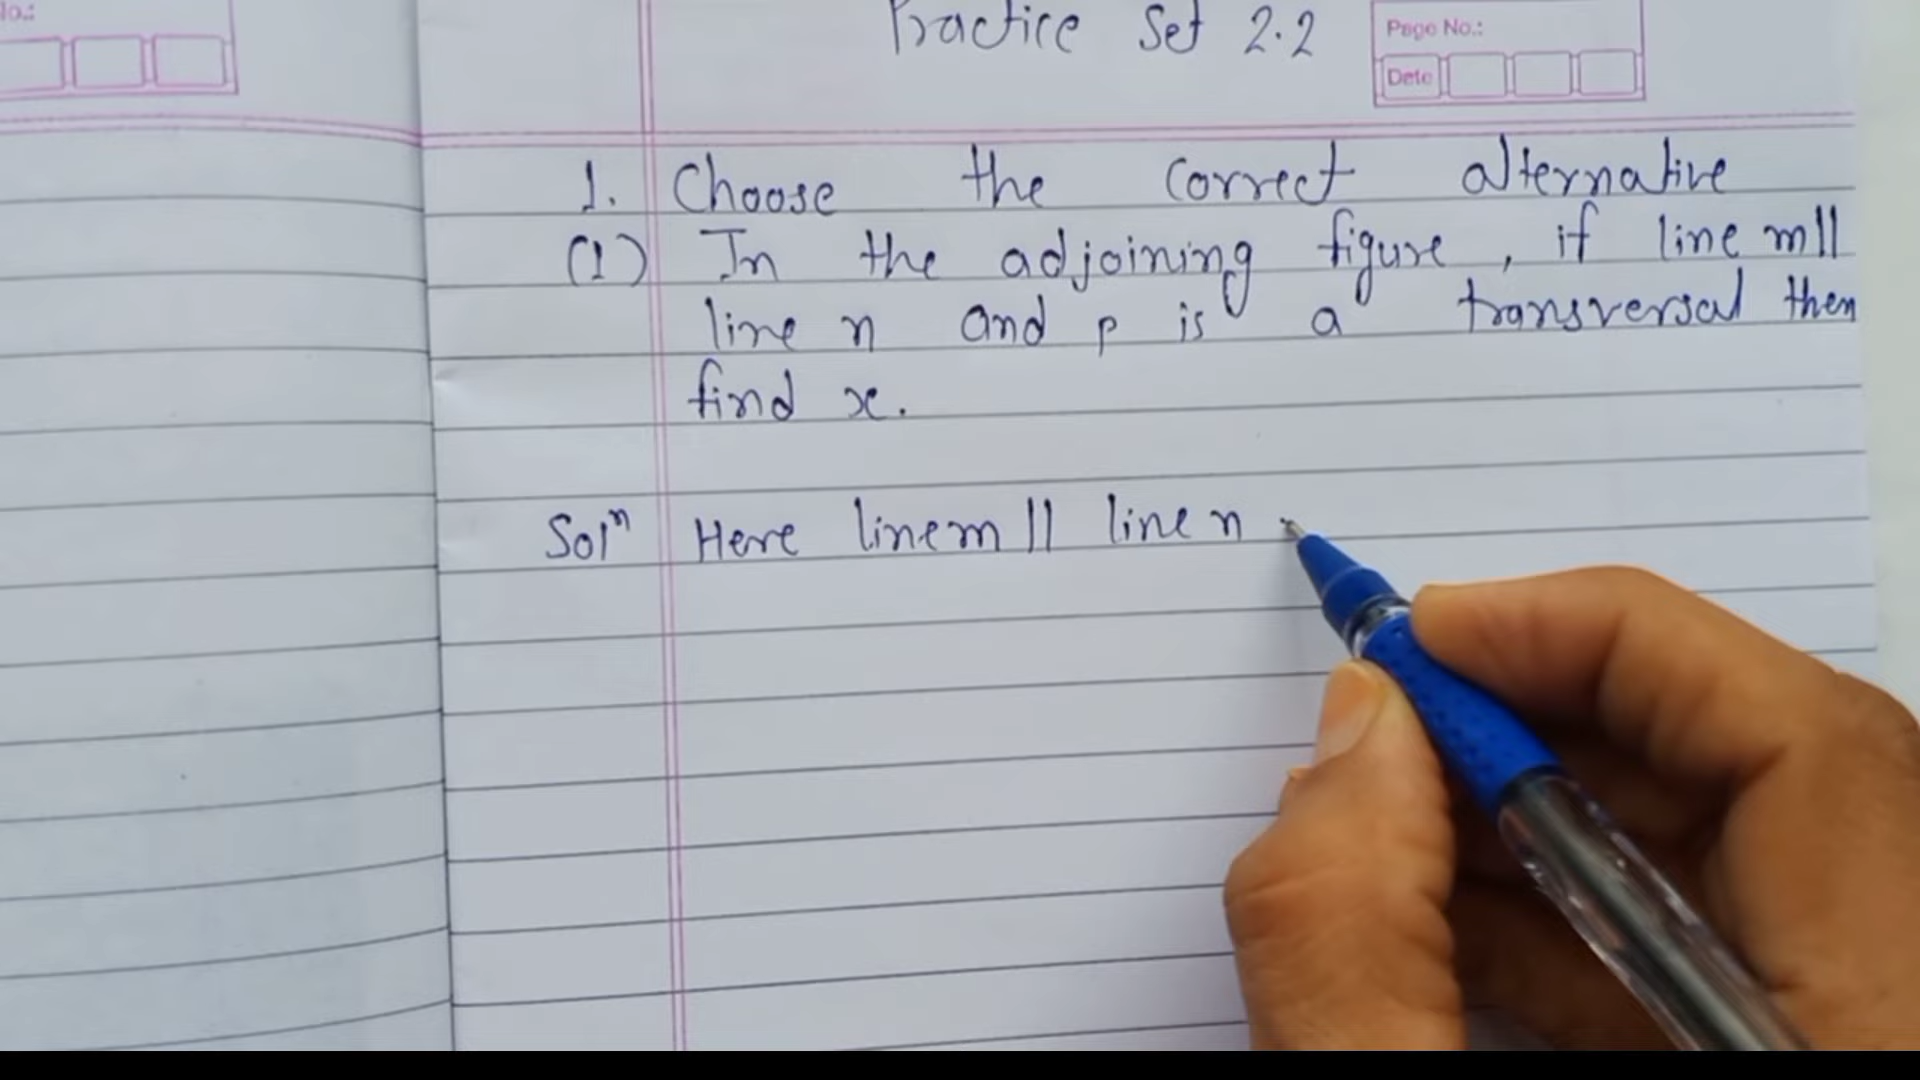 lo.:
Practice Set 2.2
Page No.:
Date
1. Choose the correct alternative
(1) In the adjoining figure, if line m||
line n and p is a transversal then
find x.
Solⁿ Here line m || line n